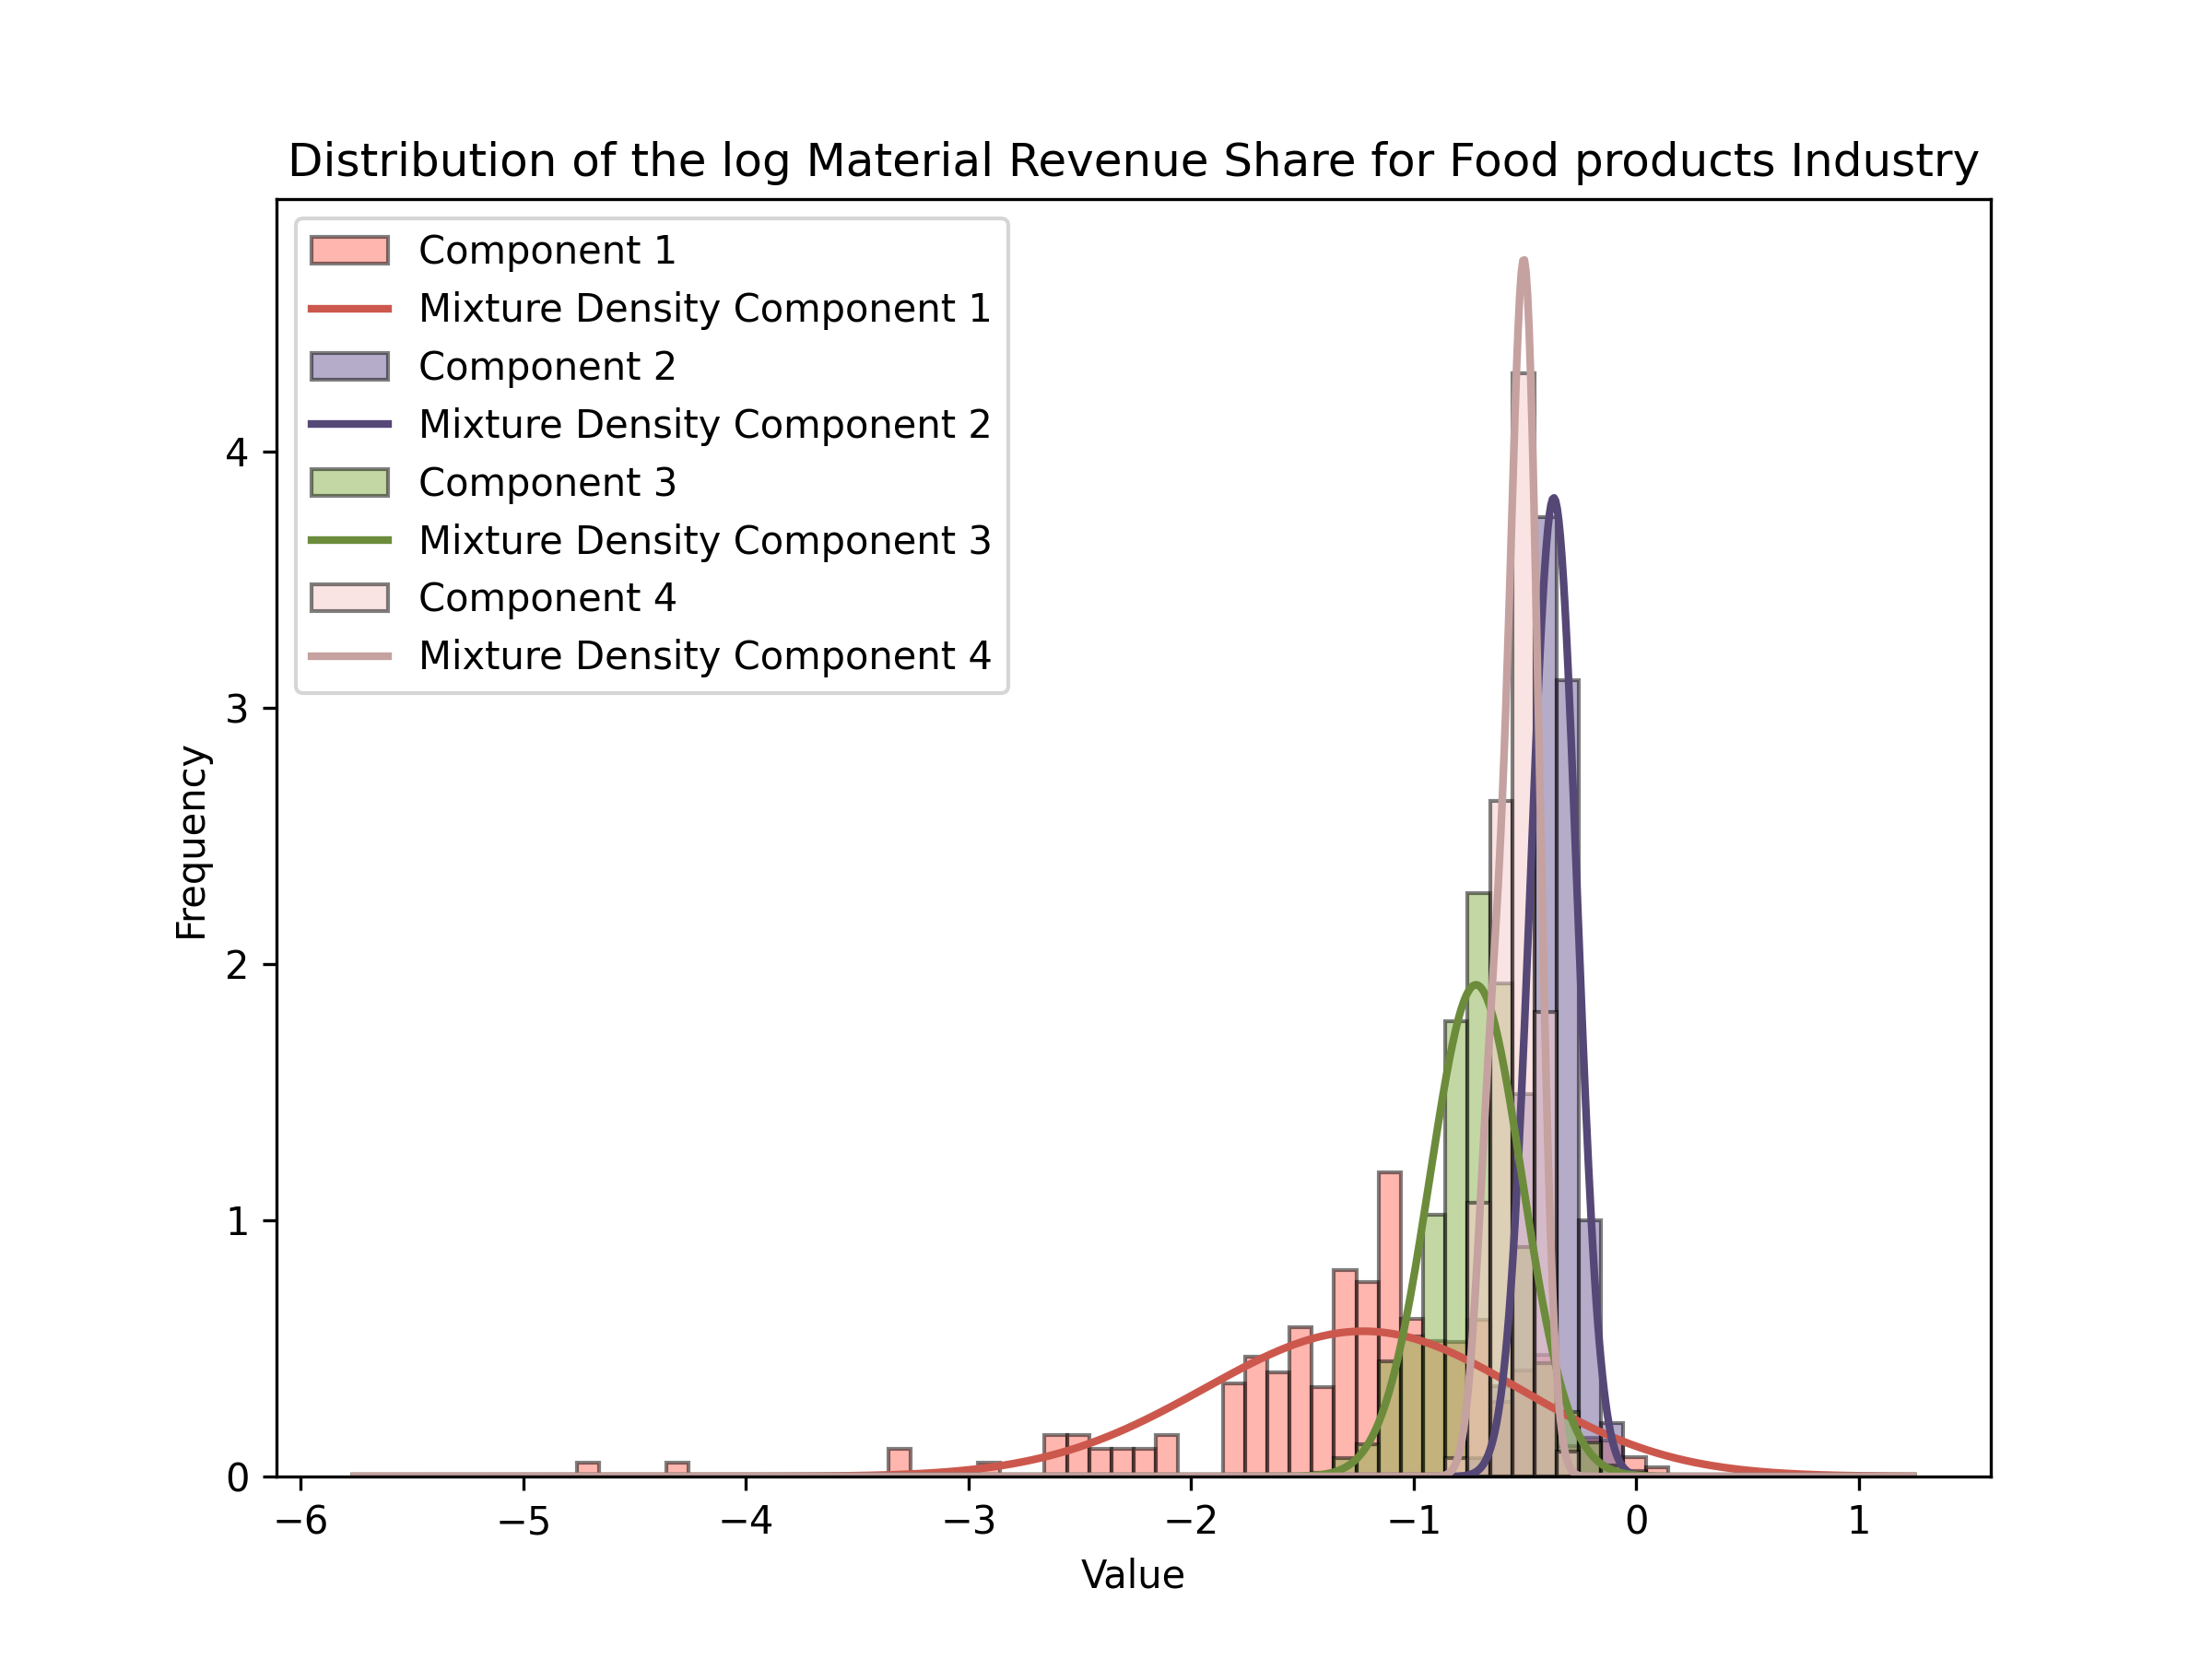 Distribution of the log Material Revenue Share for Food products Industry
Component 1
Mixture Density Component 1
Component 2
Mixture Density Component 2
Component 3
Mixture Density Component 3
Component 4
Mixture Density Component 4
4
3
2
1
0
Frequency
−6 −5 −4 −3 −2 −1 0 1
Value